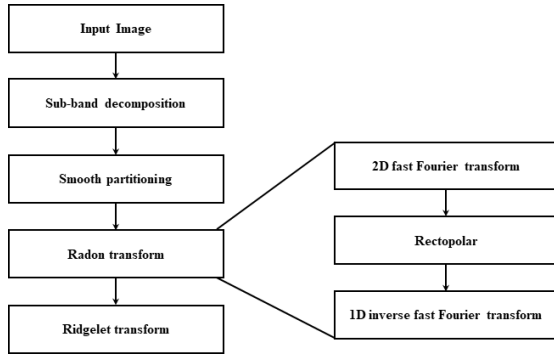 Input Image
Sub-band decomposition
Smooth partitioning
Radon transform
Ridgelet transform
2D fast Fourier transform
Rectopolar
1D inverse fast Fourier transform